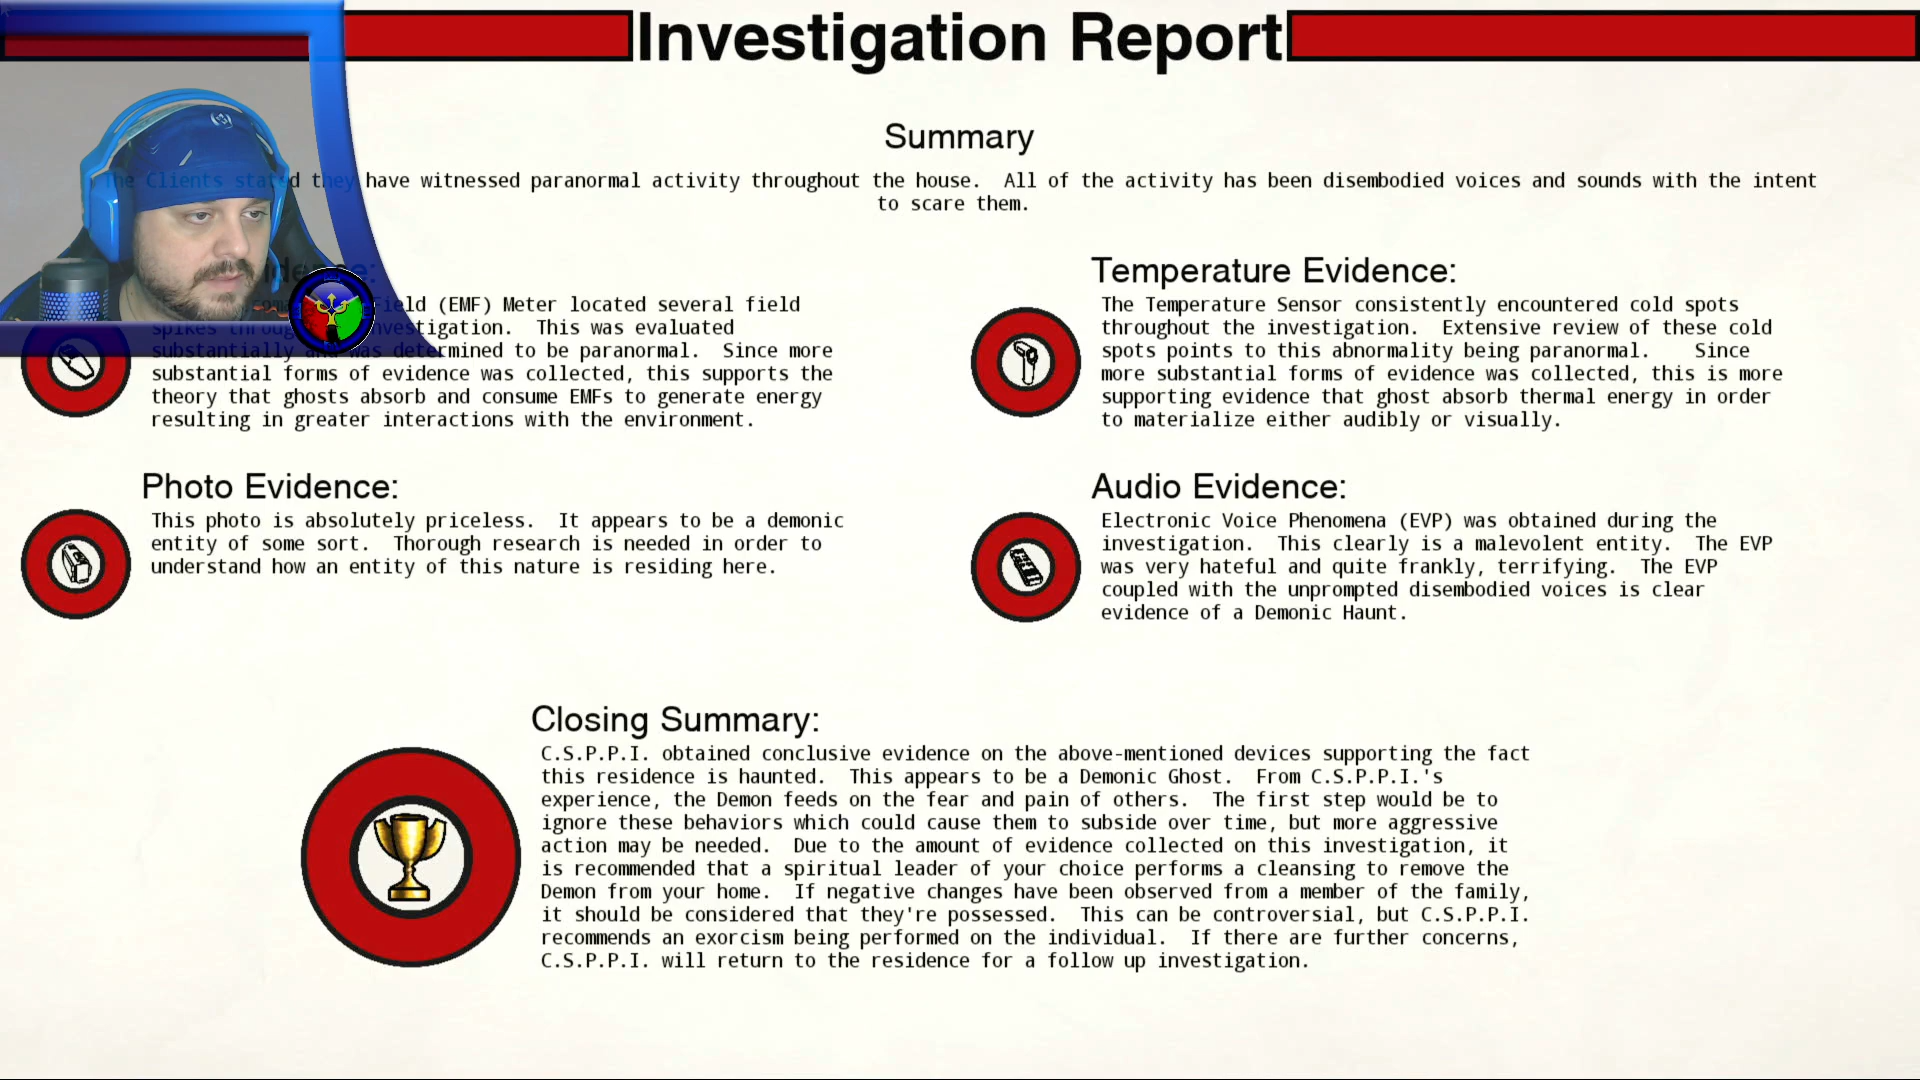 Investigation Report
Summary
The Clients stated they have witnessed paranormal activity throughout the house. All of the activity has been disembodied voices and sounds with the intent
to scare them.
Field (EMF) Meter located several field
spikes throughout investigation. This was evaluated
substantially and was determined to be paranormal. Since more
substantial forms of evidence was collected, this supports the
theory that ghosts absorb and consume EMFs to generate energy
resulting in greater interactions with the environment.
Temperature Evidence:
The Temperature Sensor consistently encountered cold spots
throughout the investigation. Extensive review of these cold
spots points to this abnormality being paranormal. Since
more substantial forms of evidence was collected, this is more
supporting evidence that ghost absorb thermal energy in order
to materialize either audibly or visually.
Photo Evidence:
This photo is absolutely priceless. It appears to be a demonic
entity of some sort. Thorough research is needed in order to
understand how an entity of this nature is residing here.
Audio Evidence:
Electronic Voice Phenomena (EVP) was obtained during the
investigation. This clearly is a malevolent entity. The EVP
was very hateful and quite frankly, terrifying. The EVP
coupled with the unprompted disembodied voices is clear
evidence of a Demonic Haunt.
Closing Summary:
C.S.P.P.I. obtained conclusive evidence on the above-mentioned devices supporting the fact
this residence is haunted. This appears to be a Demonic Ghost. From C.S.P.P.I.'s
experience, the Demon feeds on the fear and pain of others. The first step would be to
ignore these behaviors which could cause them to subside over time, but more aggressive
action may be needed. Due to the amount of evidence collected on this investigation, it
is recommended that a spiritual leader of your choice performs a cleansing to remove the
Demon from your home. If negative changes have been observed from a member of the family,
it should be considered that they're possessed. This can be controversial, but C.S.P.P.I.
recommends an exorcism being performed on the individual. If there are further concerns,
C.S.P.P.I. will return to the residence for a follow up investigation.